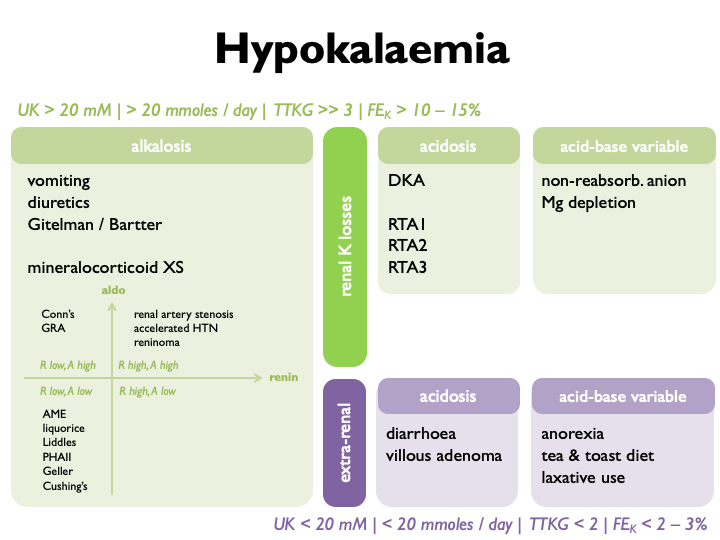 Hypokalaemia
UK > 20 mM | > 20 mmoles / day | TTKG >> 3 | FEK > 10 – 15%
alkalosis
vomiting
diuretics
Gitelman / Bartter
mineralocorticoid XS
aldo
Conn's
GRA
renal artery stenosis
accelerated HTN
reninoma
R low, A high
R high, A high
renin
R low, A low
R high, A low
AME
liquorice
Liddles
PHAII
Geller
Cushing's
renal K losses
acidosis
DKA
RTA1
RTA2
RTA3
acid-base variable
non-reabsorb. anion
Mg depletion
extra-renal
acidosis
diarrhoea
villous adenoma
acid-base variable
anorexia
tea & toast diet
laxative use
UK < 20 mM | < 20 mmoles / day | TTKG < 2 | FEK < 2 – 3%